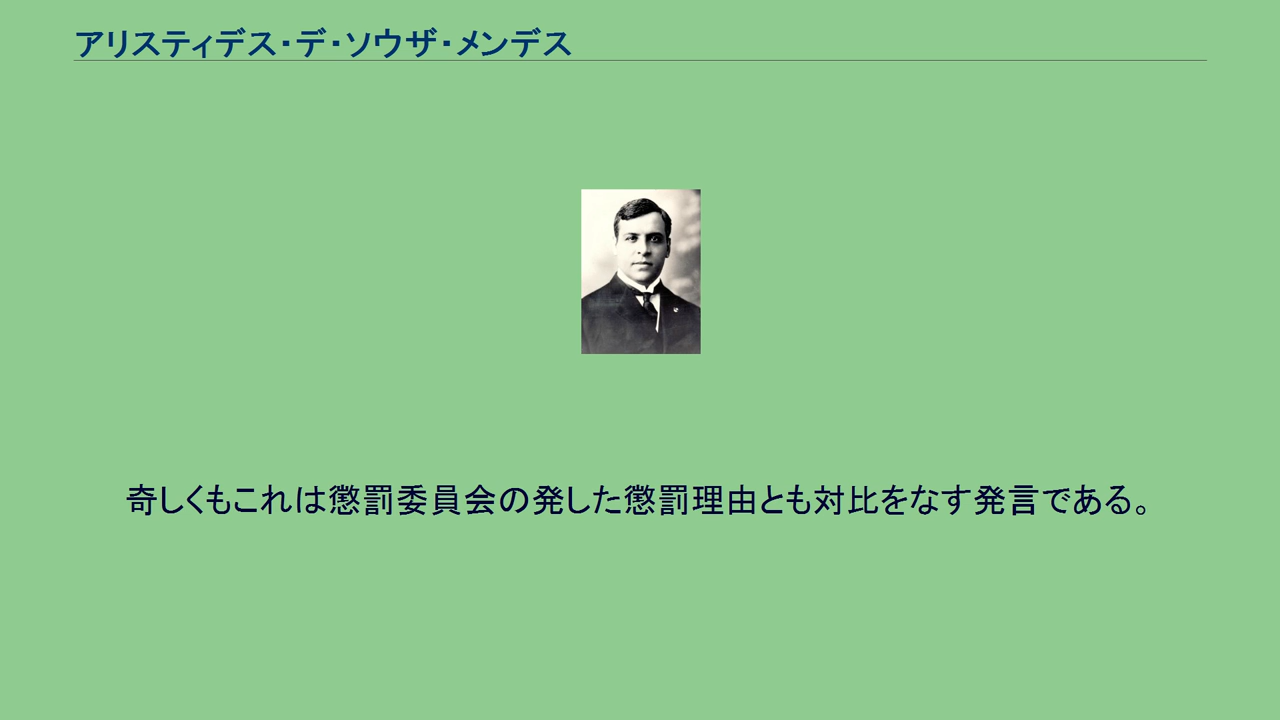 アリスティデス・デ・ソウザ・メンデス
奇しくもこれは懲罰委員会の発した懲罰理由とも対比をなす発言である。